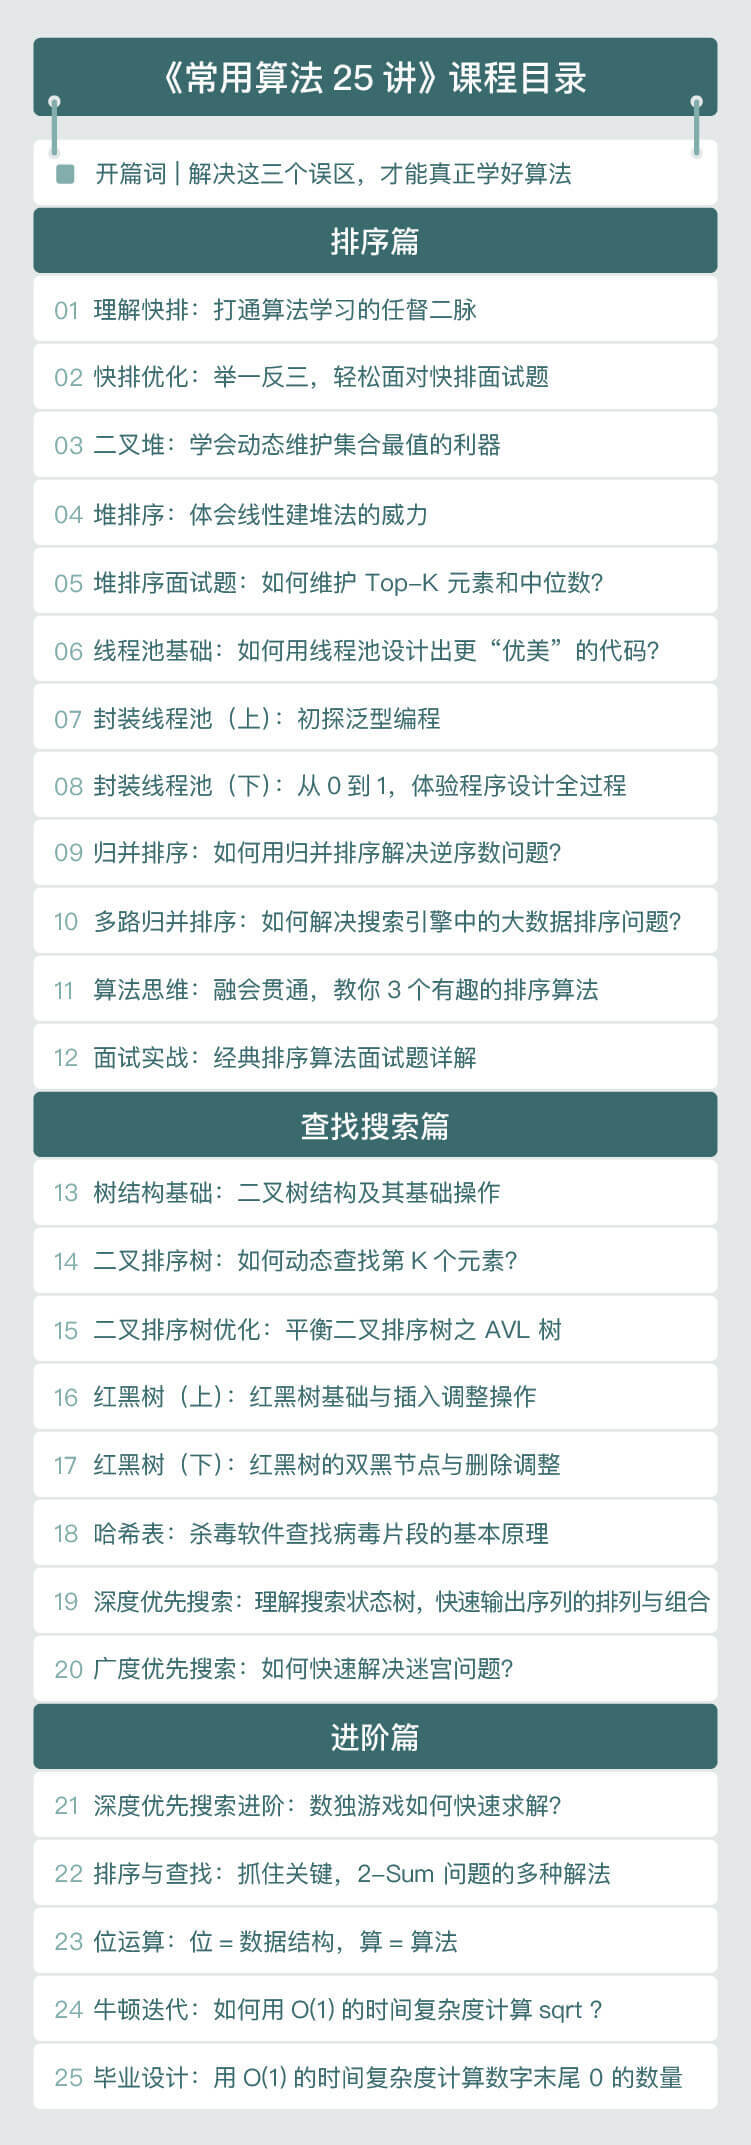 《常用算法 25 讲》课程目录
开篇词 | 解决这三个误区，才能真正学好算法
排序篇
01 理解快排：打通算法学习的任督二脉
02 快排优化：举一反三，轻松面对快排面试题
03 二叉堆：学会动态维护集合最值的利器
04 堆排序：体会线性建堆法的威力
05 堆排序面试题：如何维护 Top-K 元素和中位数？
06 线程池基础：如何用线程池设计出更“优美”的代码？
07 封装线程池（上）：初探泛型编程
08 封装线程池（下）：从 0 到 1，体验程序设计全过程
09 归并排序：如何用归并排序解决逆序数问题？
10 多路归并排序：如何解决搜索引擎中的大数据排序问题？
11 算法思维：融会贯通，教你 3 个有趣的排序算法
12 面试实战：经典排序算法面试题详解
查找搜索篇
13 树结构基础：二叉树结构及其基础操作
14 二叉排序树：如何动态查找第 K 个元素？
15 二叉排序树优化：平衡二叉排序树之 AVL 树
16 红黑树（上）：红黑树基础与插入调整操作
17 红黑树（下）：红黑树的双黑节点与删除调整
18 哈希表：杀毒软件查找病毒片段的基本原理
19 深度优先搜索：理解搜索状态树，快速输出序列的排列与组合
20 广度优先搜索：如何快速解决迷宫问题？
进阶篇
21 深度优先搜索进阶：数独游戏如何快速求解？
22 排序与查找：抓住关键，2-Sum 问题的多种解法
23 位运算：位 = 数据结构，算 = 算法
24 牛顿迭代：如何用 O(1) 的时间复杂度计算 sqrt ？
25 毕业设计：用 O(1) 的时间复杂度计算数字末尾 0 的数量